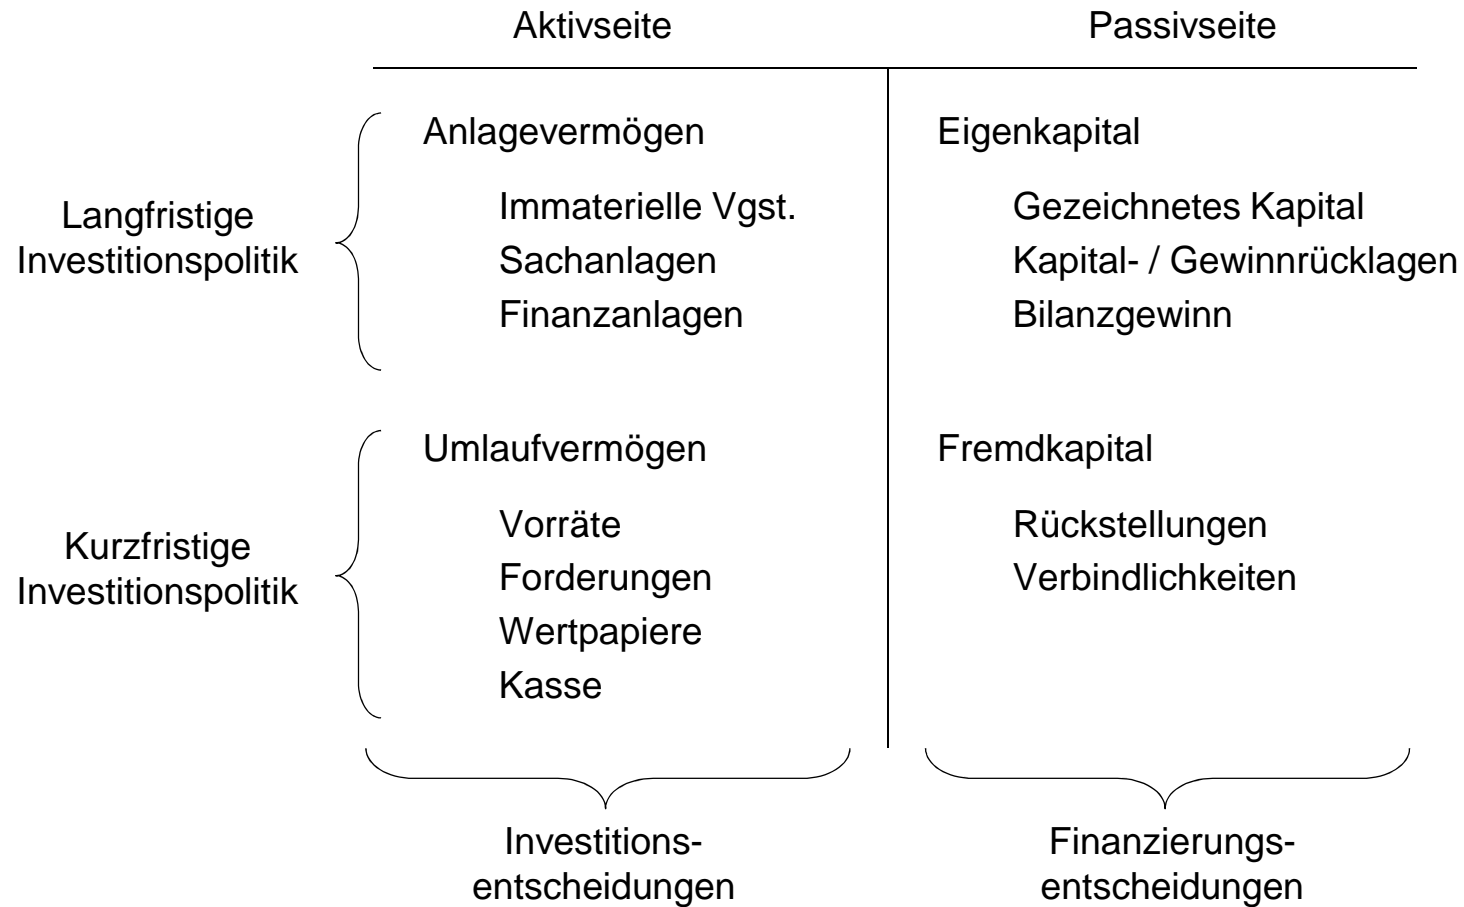 Aktivseite
Passivseite
Langfristige
Investitionspolitik
Anlagevermögen
Immaterielle Vgst.
Sachanlagen
Finanzanlagen
Eigenkapital
Gezeichnetes Kapital
Kapital- / Gewinnrücklagen
Bilanzgewinn
Kurzfristige
Investitionspolitik
Umlaufvermögen
Vorräte
Forderungen
Wertpapiere
Kasse
Fremdkapital
Rückstellungen
Verbindlichkeiten
Investitions-
entscheidungen
Finanzierungs-
entscheidungen